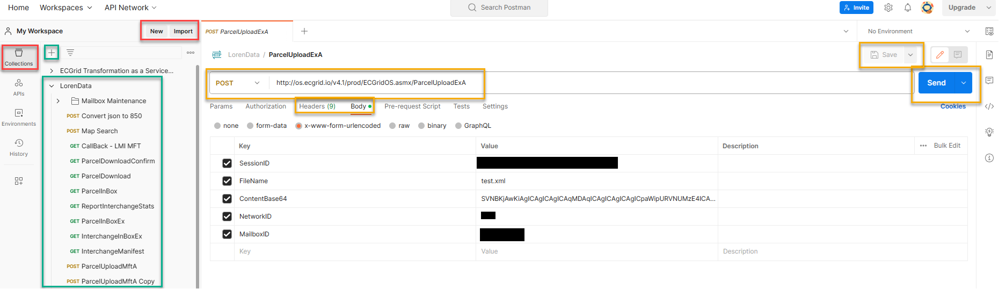 Home Workspaces API Network Search Postman Invite Upgrade
My Workspace New Import POST ParcelUploadExA No Environment
Collections
APIs
Environments
History
ECGrid Transformation as a Service...
LorenData
Mailbox Maintenance
POST Convert json to 850
POST Map Search
GET CallBack - LMI MFT
GET ParcelDownloadConfirm
GET ParcelDownload
GET ParcelInBox
GET ReportInterchangeStats
GET ParcelInBoxEx
GET InterchangeInBoxEx
GET InterchangeManifest
POST ParcelUploadMftA
POST ParcelUploadMftA Copy
HTTP LorenData / ParcelUploadExA Save
POST http://os.ecgrid.io/v4.1/prod/ECGridOS.asmx/ParcelUploadExA Send
Params Authorization Headers (9) Body Pre-request Script Tests Settings Cookies
none form-data x-www-form-urlencoded raw binary GraphQL
Key Value Description Bulk Edit
SessionID
FileName test.xml
ContentBase64 SVNBKjAwKiAgICAgICAgICAqMDAqICAgICAgICAgICpaWipURVNUMzE4ICA...
NetworkID
MailboxID
Key Value Description